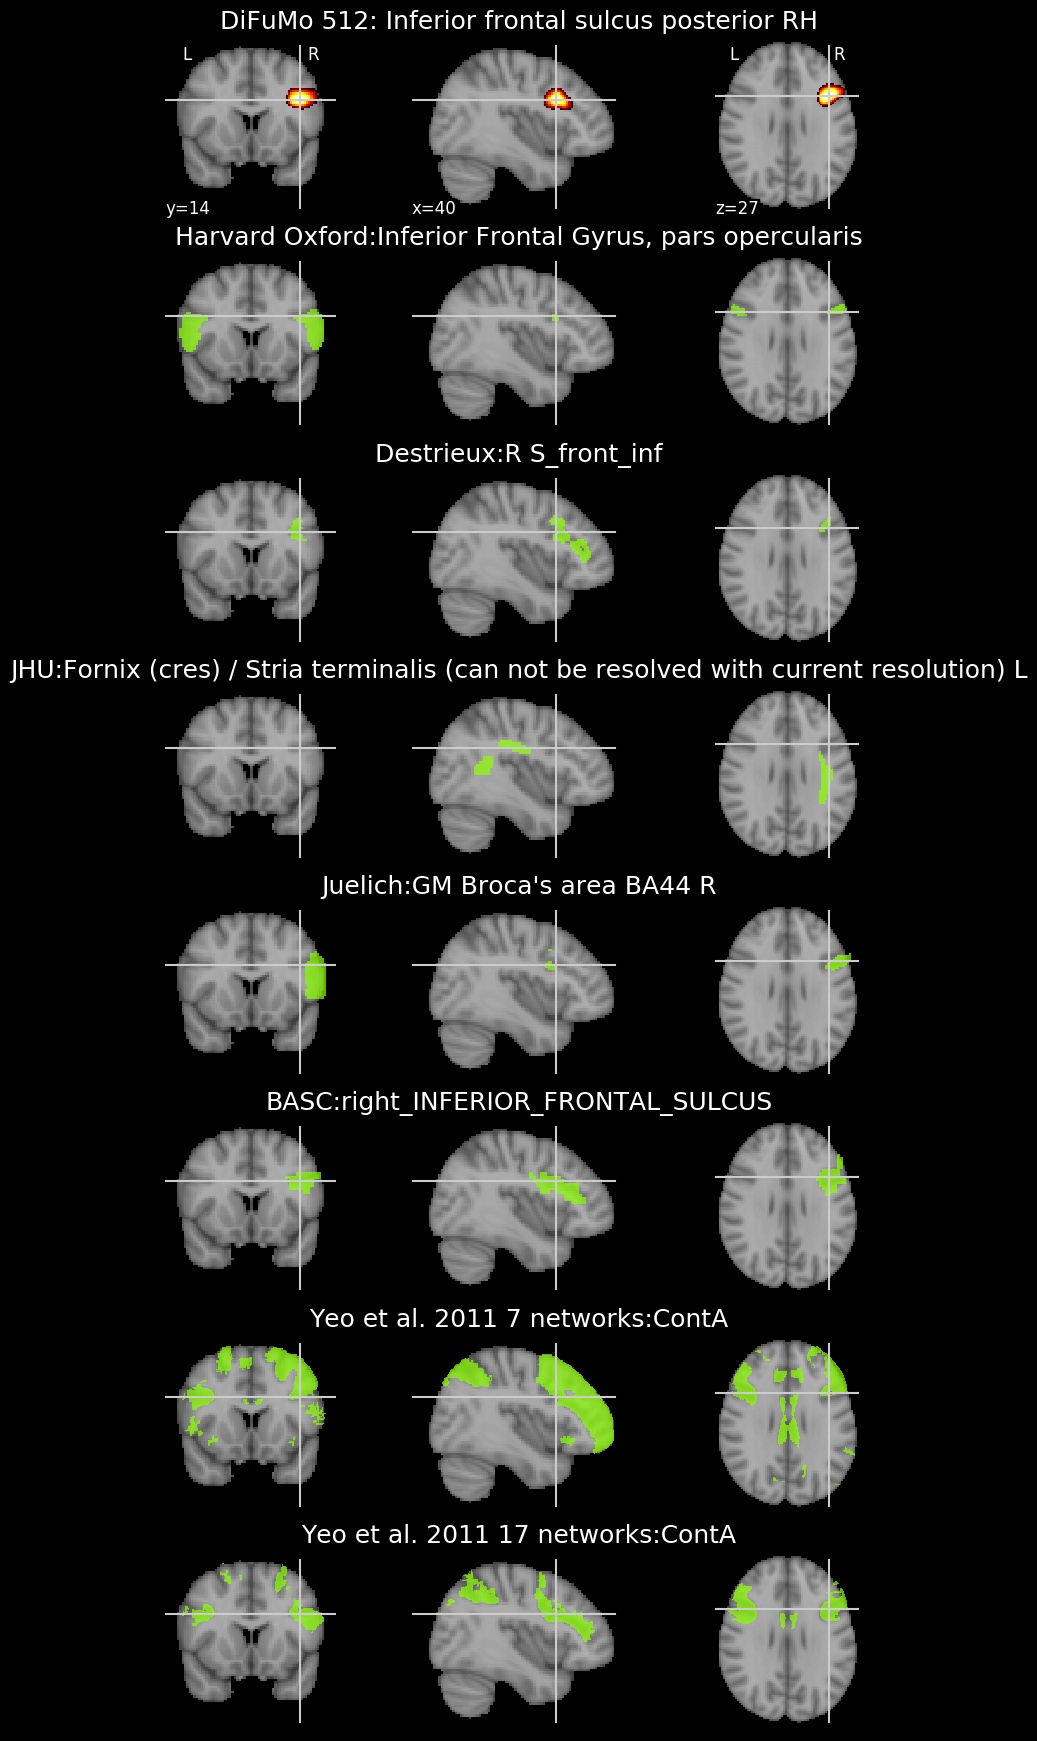 DiFuMo 512: Inferior frontal sulcus posterior RH
L R L R
y=14 x=40 z=27
Harvard Oxford:Inferior Frontal Gyrus, pars opercularis
Destrieux:R S_front_inf
JHU:Fornix (cres) / Stria terminalis (can not be resolved with current resolution) L
Juelich:GM Broca's area BA44 R
BASC:right_INFERIOR_FRONTAL_SULCUS
Yeo et al. 2011 7 networks:ContA
Yeo et al. 2011 17 networks:ContA